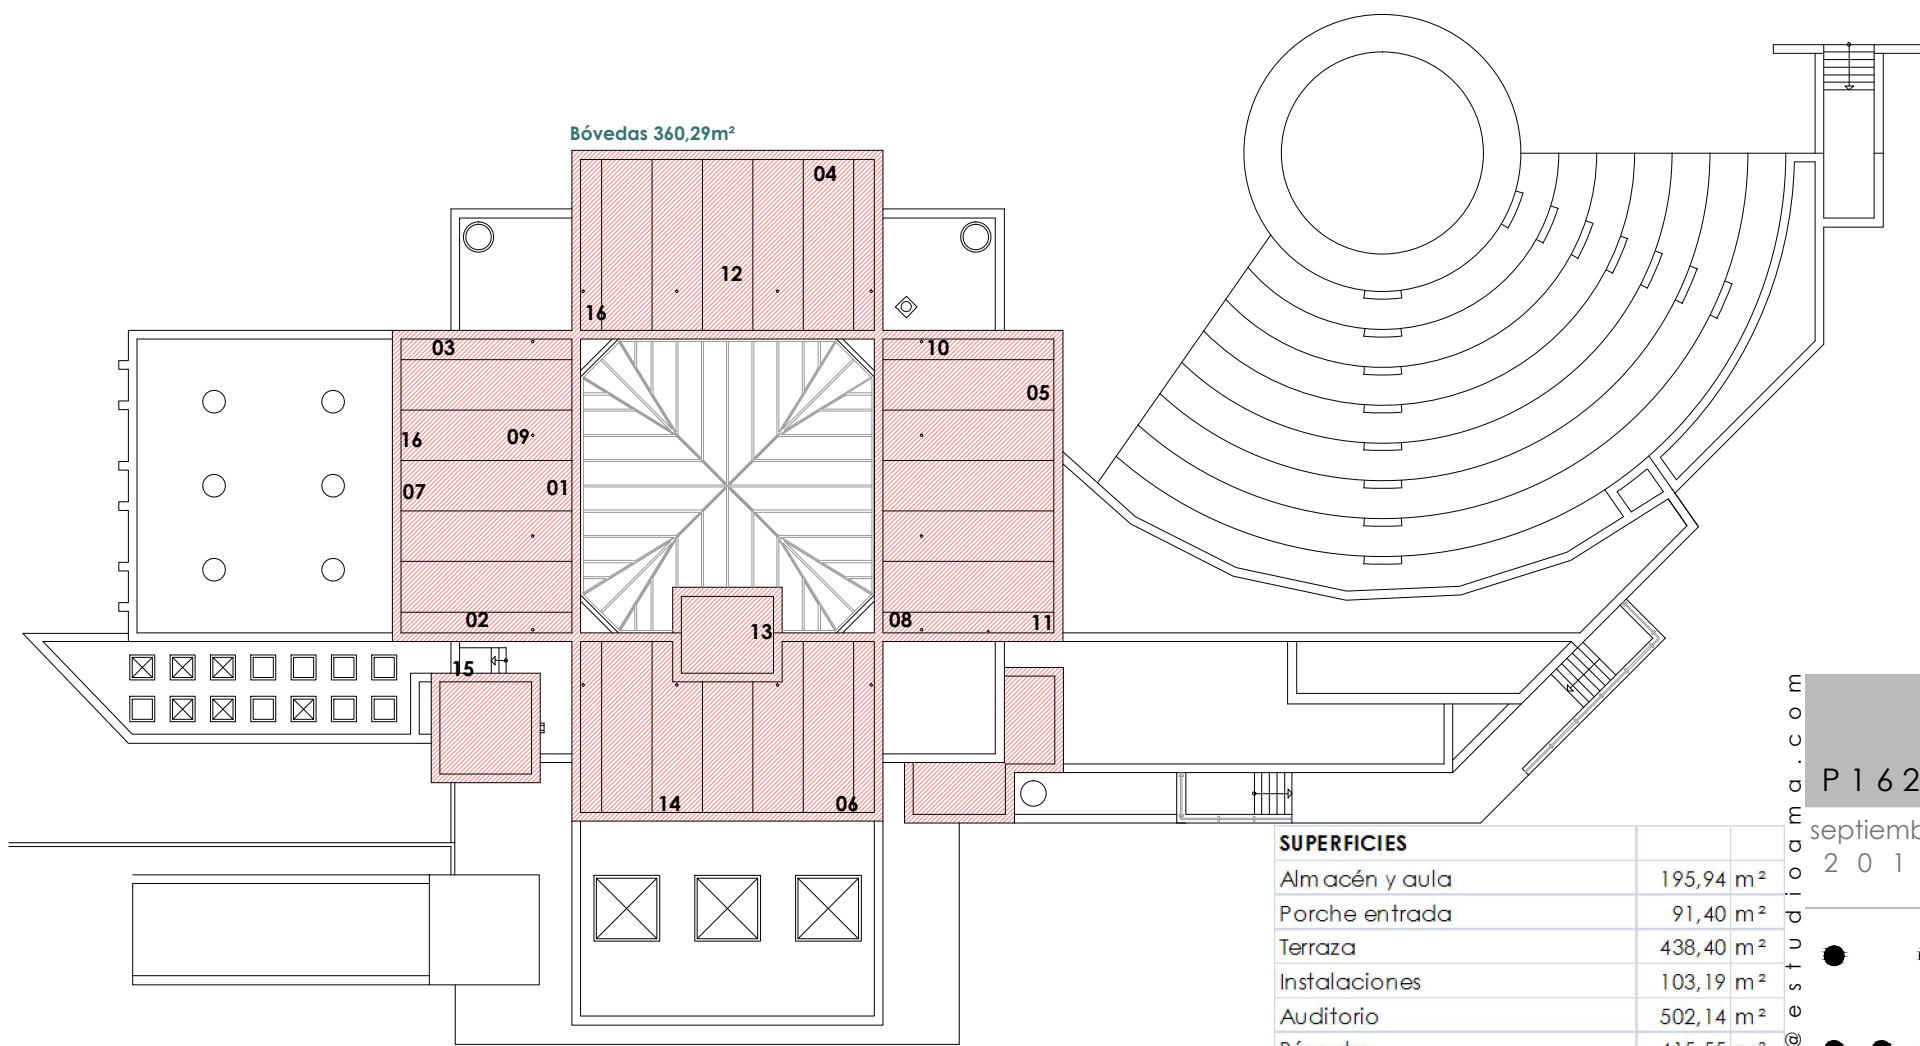 Bóvedas 360,29m²
04
12
16
03
10
05
16
09
07
01
02
08
11
13
15
14
06
SUPERFICIES
Almacén y aula 195,94 m²
Porche entrada 91,40 m²
Terraza 438,40 m²
Instalaciones 103,19 m²
Auditorio 502,14 m²
@estudioama.com
P162
septiemb
201